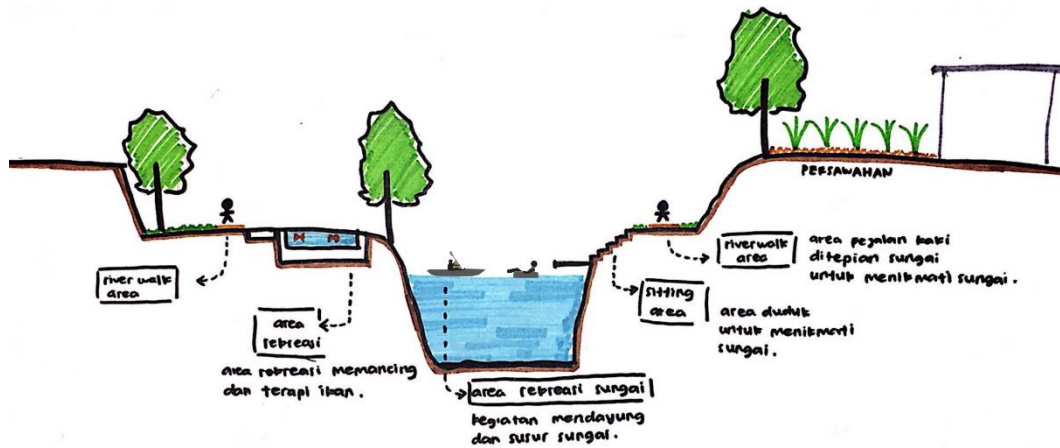 PERSAWAHAN
river walk
area
area
rekreasi
area rekreasi memancing
dan terapi ikan.
area rekreasi sungai
kegiatan mendayung
dan susur sungai.
sitting
area
area duduk
untuk menikmati
sungai.
riverwalk
area
area pejalan kaki
ditepian sungai
untuk menikmati sungai.